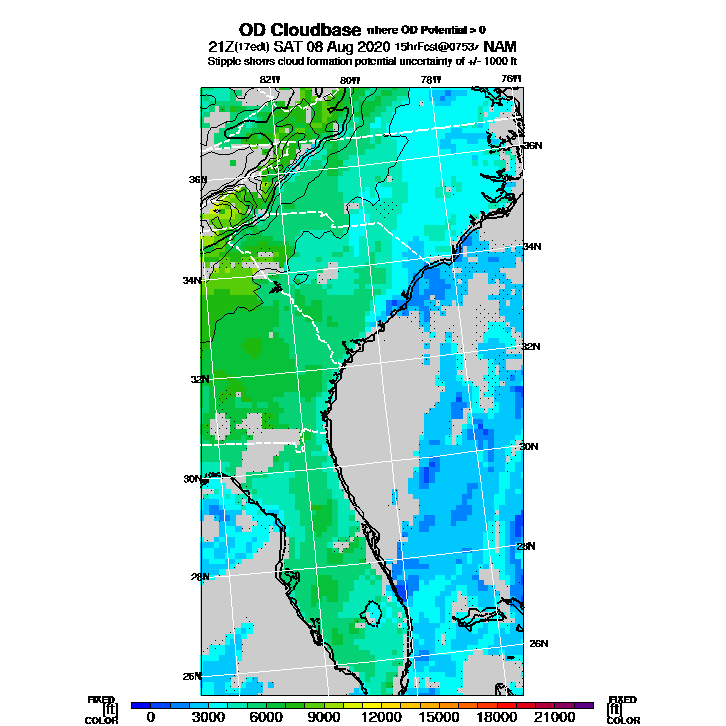 OD Cloudbase where OD Potential > 0
21Z(17edt) SAT 08 Aug 2020 15hrFcst@0753z NAM
Stipple shows cloud formation potential uncertainty of +/- 1000 ft
82W 80W 78W 76W
36N
36N
34N
34N
32N
32N
30N
30N
28N
28N
26N
26N
FIXED FIXED
[ft] 0 3000 6000 9000 12000 15000 18000 21000 [ft]
COLOR COLOR